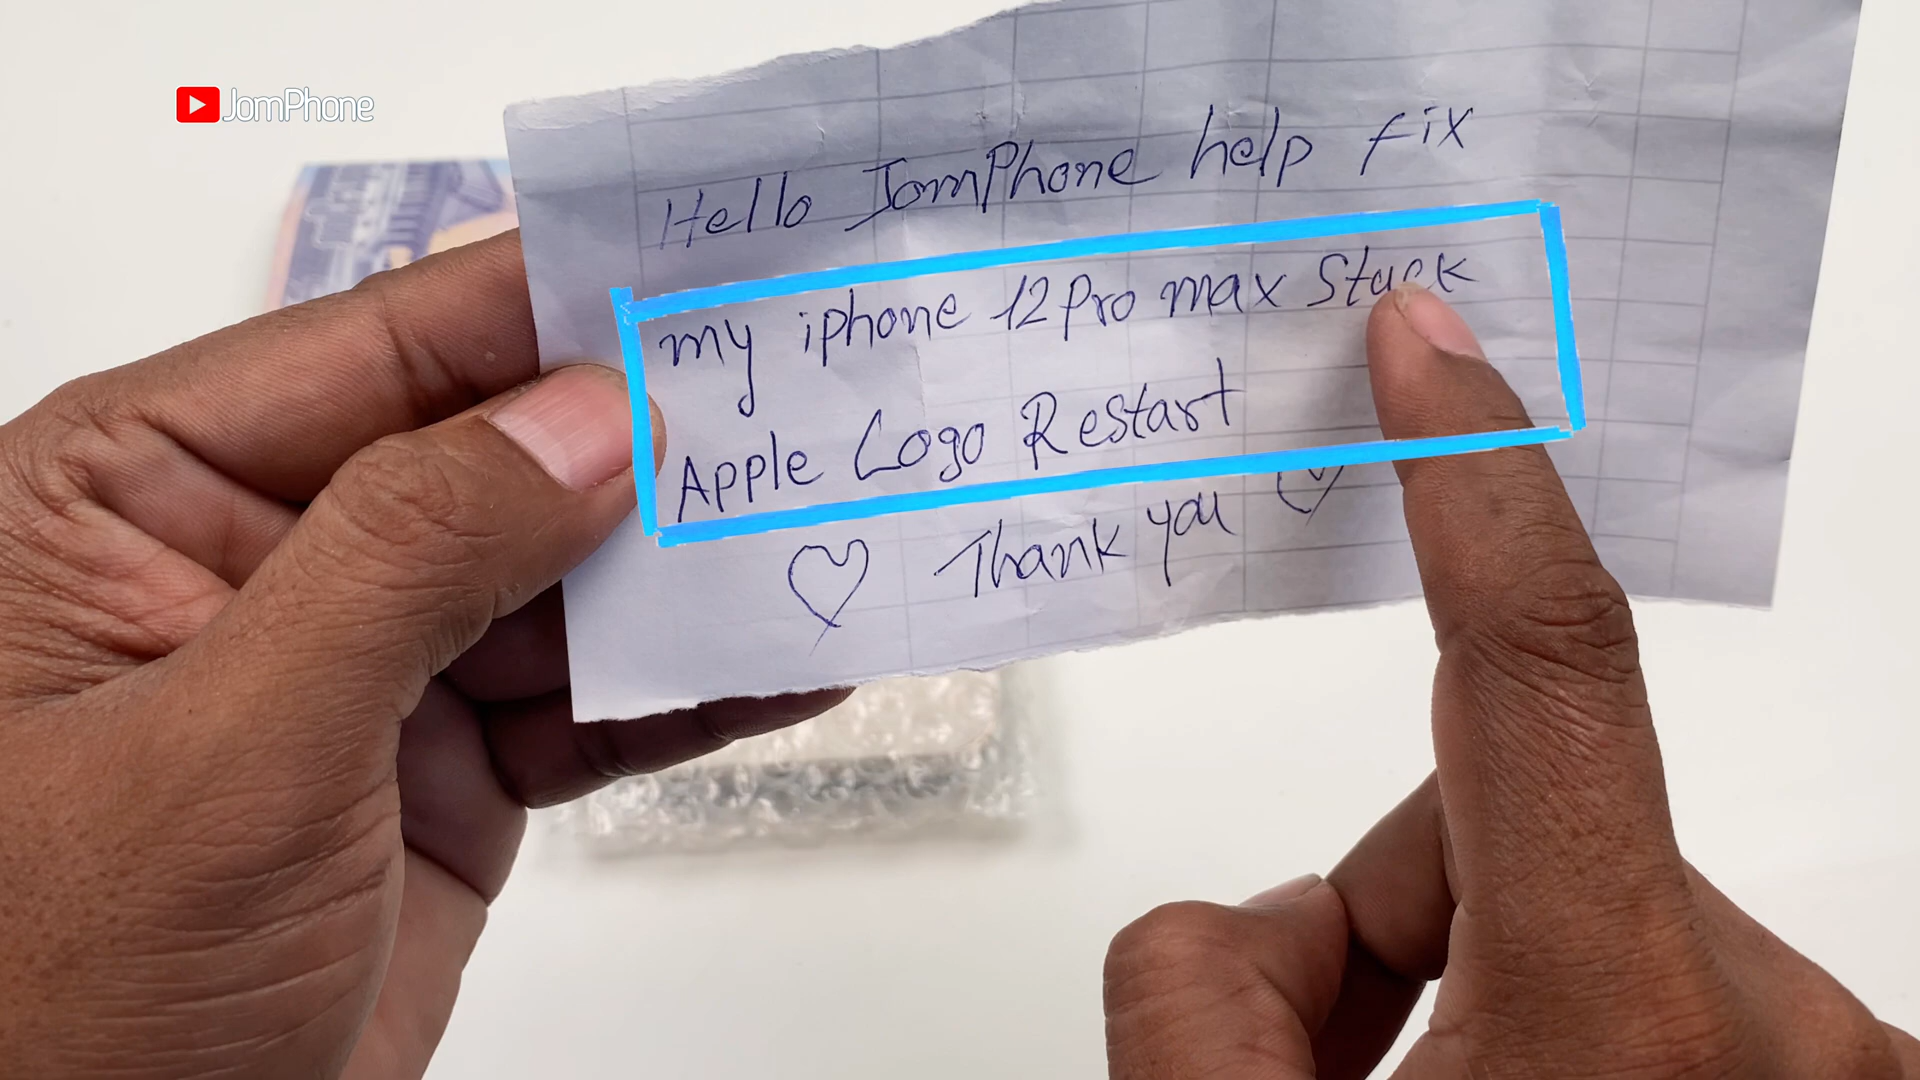 JomPhone
Hello JomPhone help fix
my iphone 12 Pro max Stuck
Apple Logo Restart
Thank you